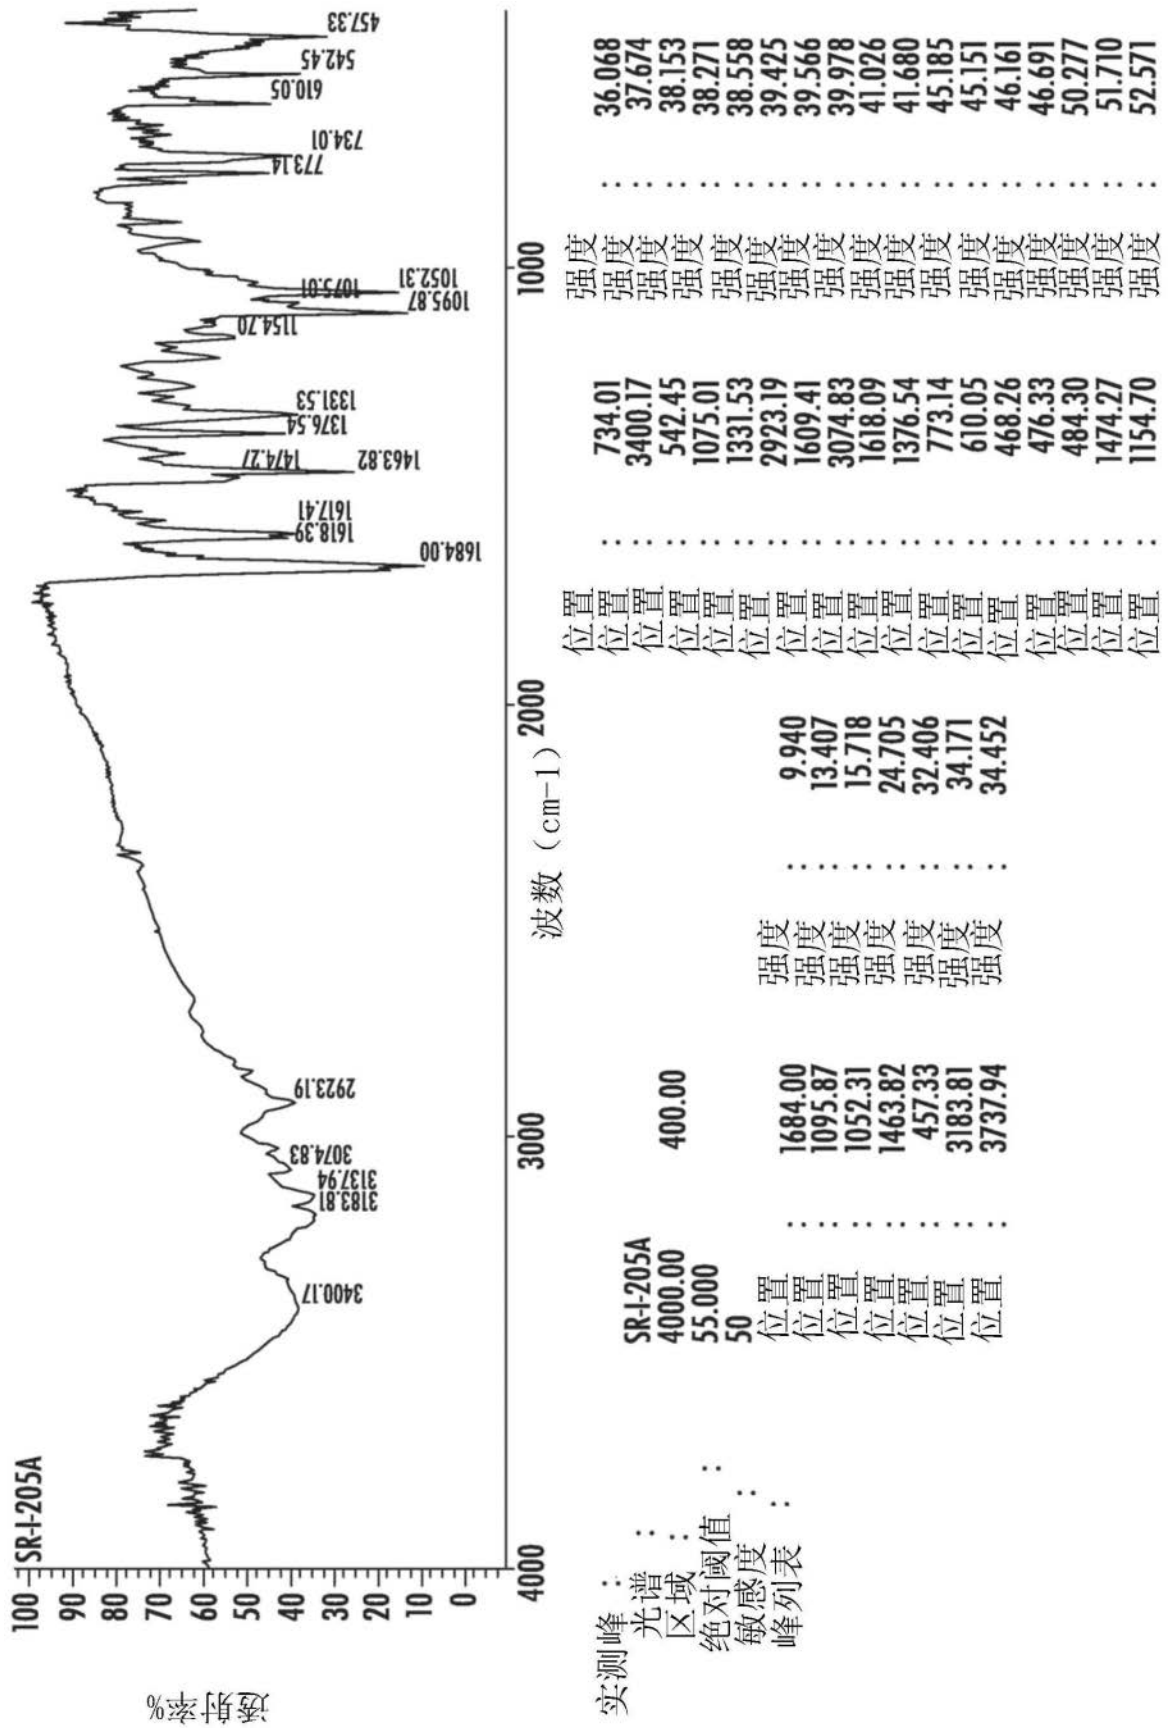 SR-I-205A
透射率%
100
90
80
70
60
50
40
30
20
10
0
3400.17
3183.81
3137.94
3074.83
2923.19
1684.00
1618.39
1617.41
1474.27
1463.82
1376.54
1331.53
1154.70
1095.87
1075.01
1052.31
773.14
734.01
610.05
542.45
457.33
4000 3000 2000 1000
波数（cm-1）
实测峰:
光谱: SR-I-205A
区域: 4000.00 400.00
绝对阈值: 55.000
敏感度: 50
峰列表:
位置: 1684.00 强度: 9.940
位置: 1095.87 强度: 13.407
位置: 1052.31 强度: 15.718
位置: 1463.82 强度: 24.705
位置: 457.33 强度: 32.406
位置: 3183.81 强度: 34.171
位置: 3737.94 强度: 34.452
位置: 734.01 强度: 36.068
位置: 3400.17 强度: 37.674
位置: 542.45 强度: 38.153
位置: 1075.01 强度: 38.271
位置: 1331.53 强度: 38.558
位置: 2923.19 强度: 39.425
位置: 1609.41 强度: 39.566
位置: 3074.83 强度: 39.978
位置: 1618.09 强度: 41.026
位置: 1376.54 强度: 41.680
位置: 773.14 强度: 45.185
位置: 610.05 强度: 45.151
位置: 468.26 强度: 46.161
位置: 476.33 强度: 46.691
位置: 484.30 强度: 50.277
位置: 1474.27 强度: 51.710
位置: 1154.70 强度: 52.571